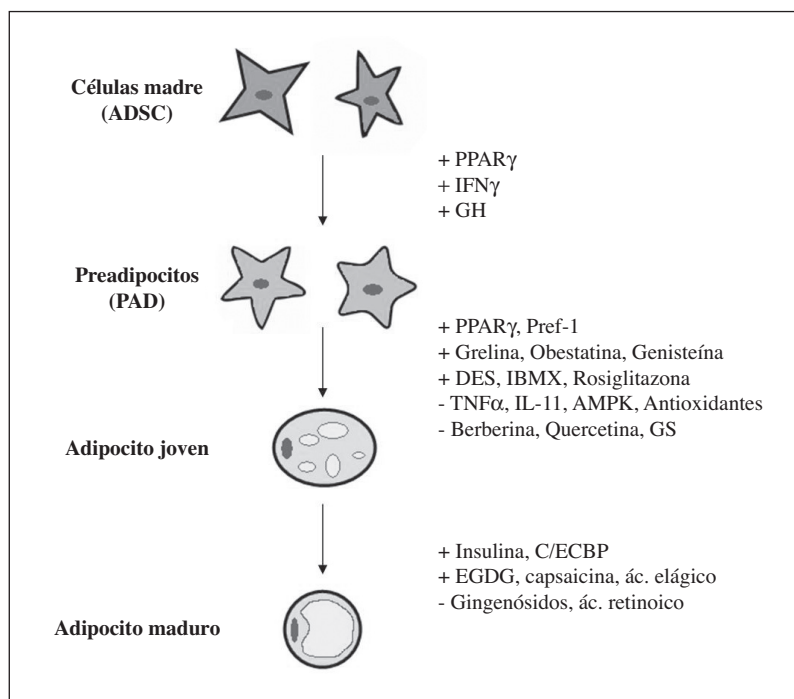 Células madre
(ADSC)
+ PPARγ
+ IFNγ
+ GH
Preadipocitos
(PAD)
+ PPARγ, Pref-1
+ Grelina, Obestatina, Genisteína
+ DES, IBMX, Rosiglitazona
- TNFα, IL-11, AMPK, Antioxidantes
- Berberina, Quercetina, GS
Adipocito joven
+ Insulina, C/ECBP
+ EGDG, capsaicina, ác. elágico
- Gingenósidos, ác. retinoico
Adipocito maduro